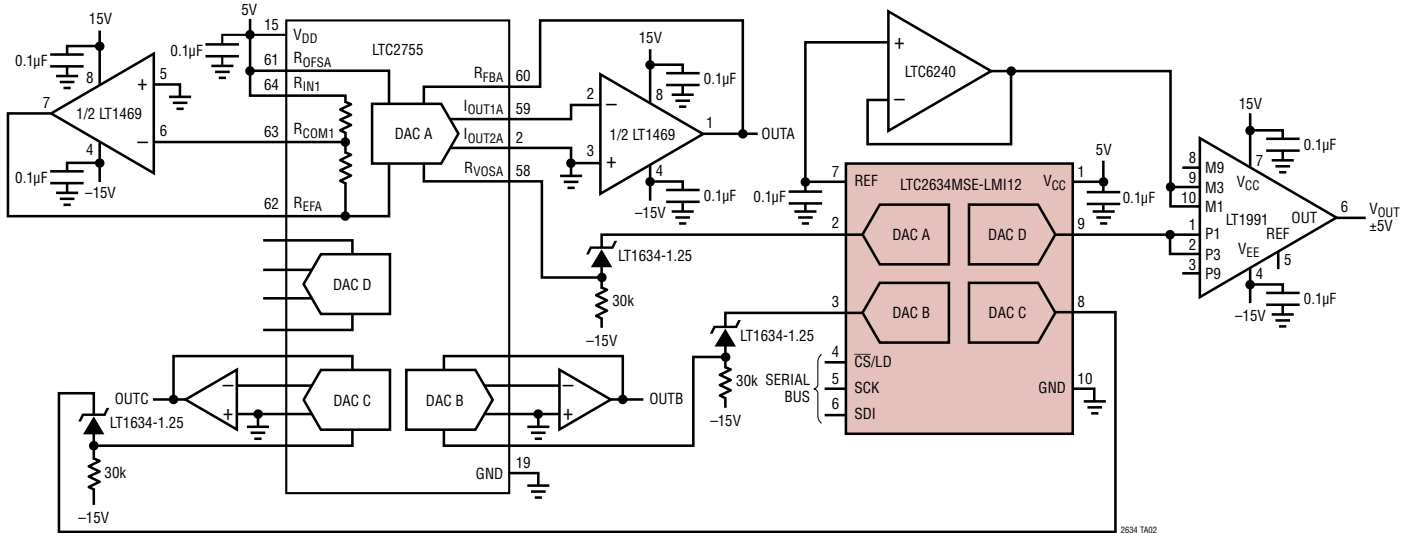 15V
0.1µF
8
5
+
7
1/2 LT1469
–
6
4
0.1µF
–15V
5V
0.1µF
15
VDD
LTC2755
61
ROFSA
64
RIN1
63
RCOM1
62
REFA
DAC A
RFBA
60
IOUT1A
59
IOUT2A
2
RVOSA
58
15V
0.1µF
8
2
–
1/2 LT1469
1
OUTA
3
+
4
0.1µF
–15V
DAC D
LT1634-1.25
30k
–15V
OUTC
–
+
DAC C
DAC B
–
+
OUTB
LT1634-1.25
30k
–15V
LT1634-1.25
30k
–15V
GND
19
+
LTC6240
–
0.1µF
7
REF
LTC2634MSE-LMI12
VCC
1
5V
0.1µF
2
DAC A
DAC D
9
3
DAC B
DAC C
8
SERIAL
BUS
4
CS/LD
5
SCK
6
SDI
GND
10
15V
0.1µF
7
8
M9
9
M3
10
M1
VCC
LT1991
OUT
6
VOUT
±5V
1
P1
2
P3
3
P9
VEE
REF
5
4
0.1µF
–15V
2634 TA02